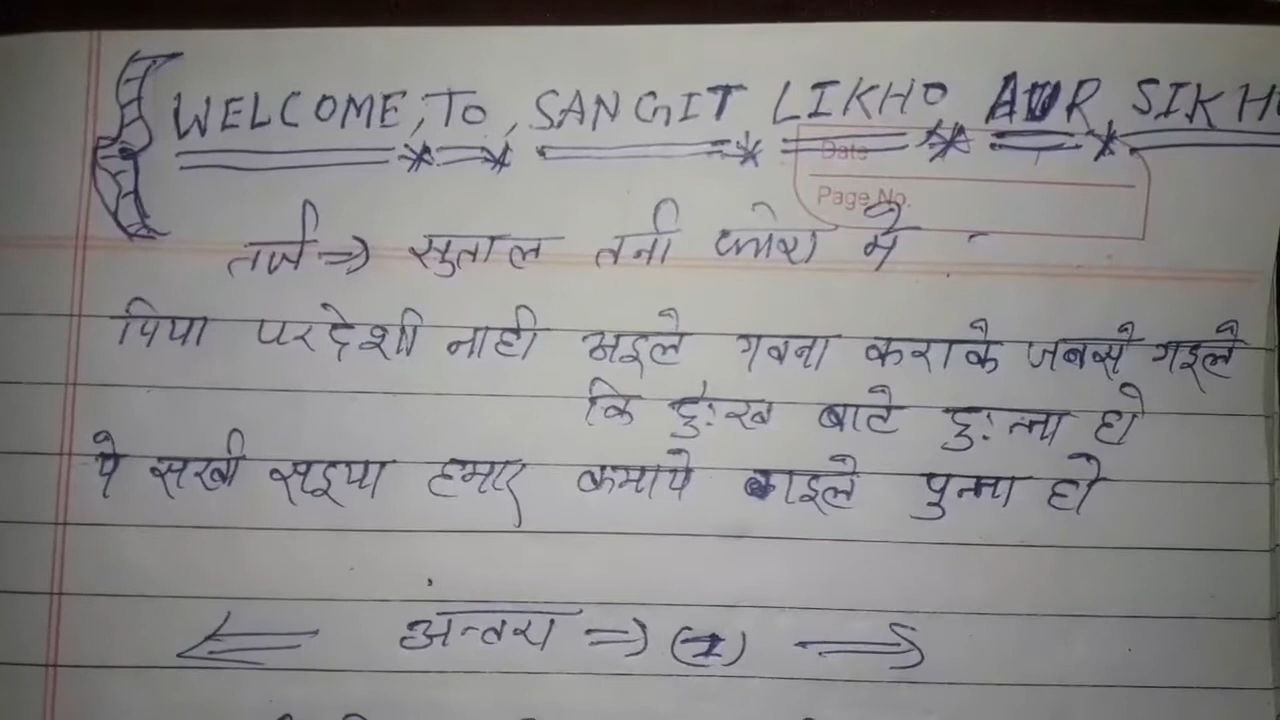 WELCOME, TO, SANGIT LIKHO AUR SIKH
Date
Page No.
तर्ज => सुताल तनी कोरा मे
पिया परदेशी नाही अइले गवना कराके जबसे गइले
कि दुःख बाटे दुःन्ना हो
ये सखी सइया हमार कमाये गइले पुन्ना हो
अन्तरा => (1)